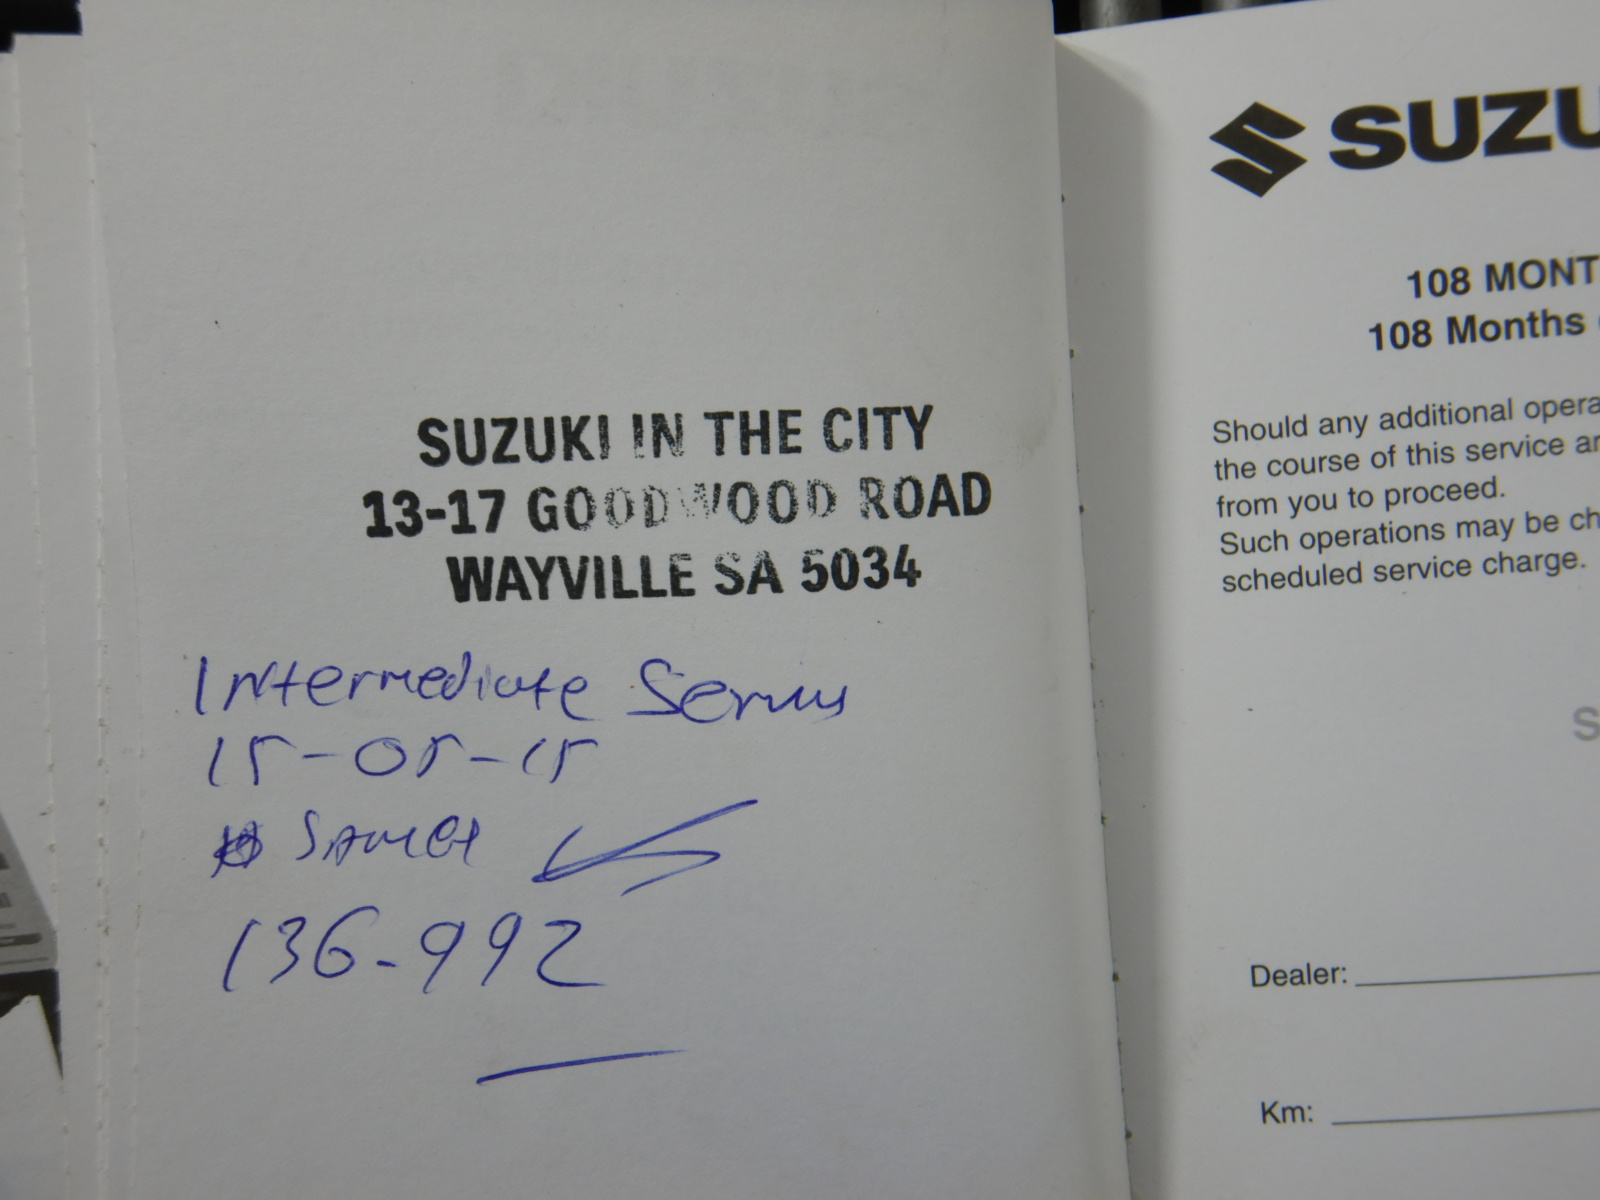 SUZUKI IN THE CITY
13-17 GOODWOOD ROAD
WAYVILLE SA 5034
Intermediate Service
15-05-15
136-992
SUZU
108 MONT
108 Months
Should any additional opera
the course of this service ar
from you to proceed.
Such operations may be ch
scheduled service charge.
S
Dealer:
Km: